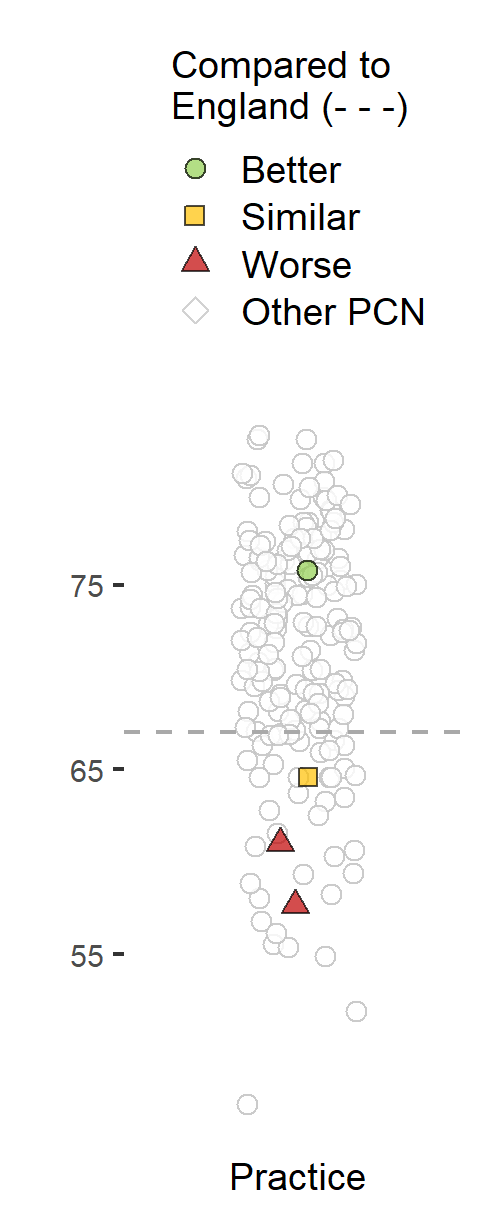 Compared to
England (- - -)
Better
Similar
Worse
Other PCN
75
65
55
Practice